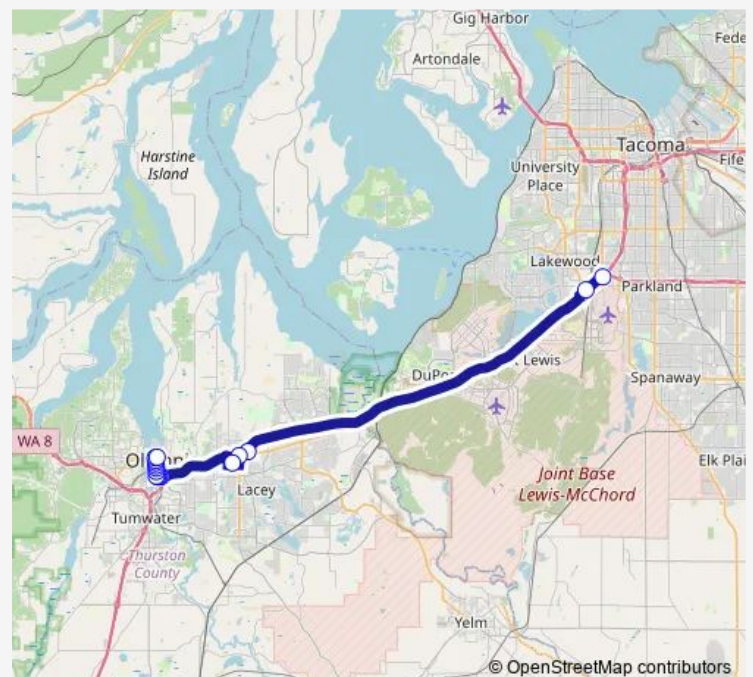 Gig Harbor
Fede
Artondale
Harstine
Island
Tacoma
University
Place
Fife
Lakewood
Parkland
Lewis
Spanaway
WA 8
Lacey
Elk Plai
Joint Base
Lewis-McChord
Tumwater
Thurston
County
Yelm
© OpenStreetMap contributors